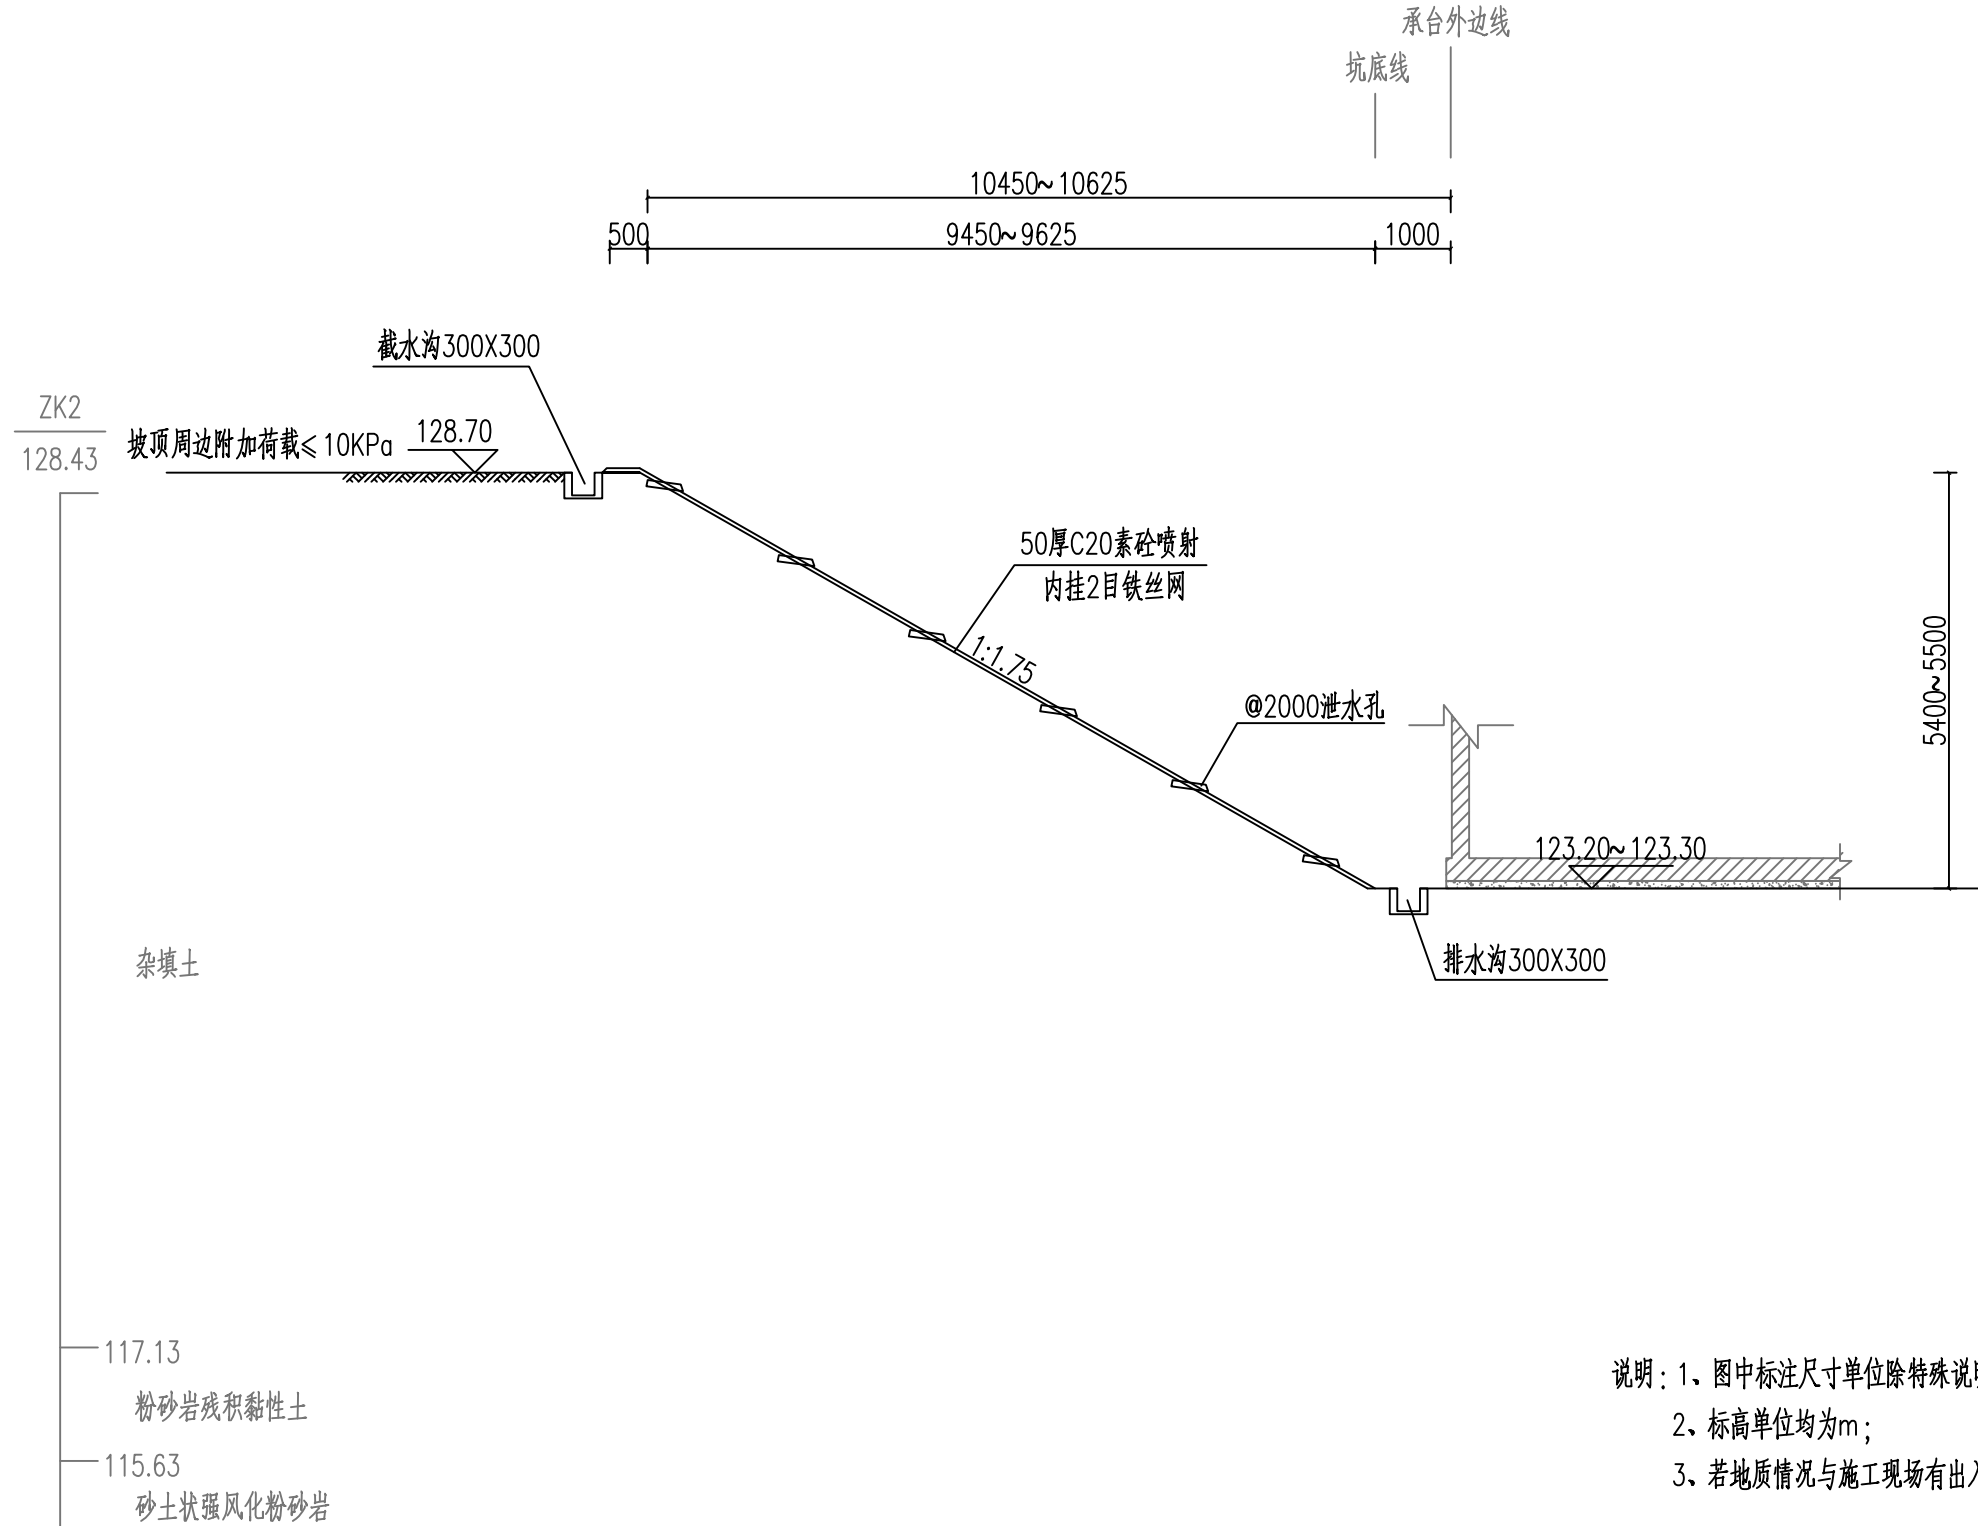 承台外边线
坑底线
10450~10625
500
9450~9625
1000
截水沟300X300
ZK2
128.43
坡顶周边附加荷载≤10KPa
128.70
50厚C20素砼喷射
内挂2目铁丝网
1:1.75
@2000泄水孔
5400~5500
123.20~123.30
排水沟300X300
杂填土
117.13
粉砂岩残积黏性土
115.63
砂土状强风化粉砂岩
说明：1、图中标注尺寸单位除特殊说
2、标高单位均为m；
3、若地质情况与施工现场有出